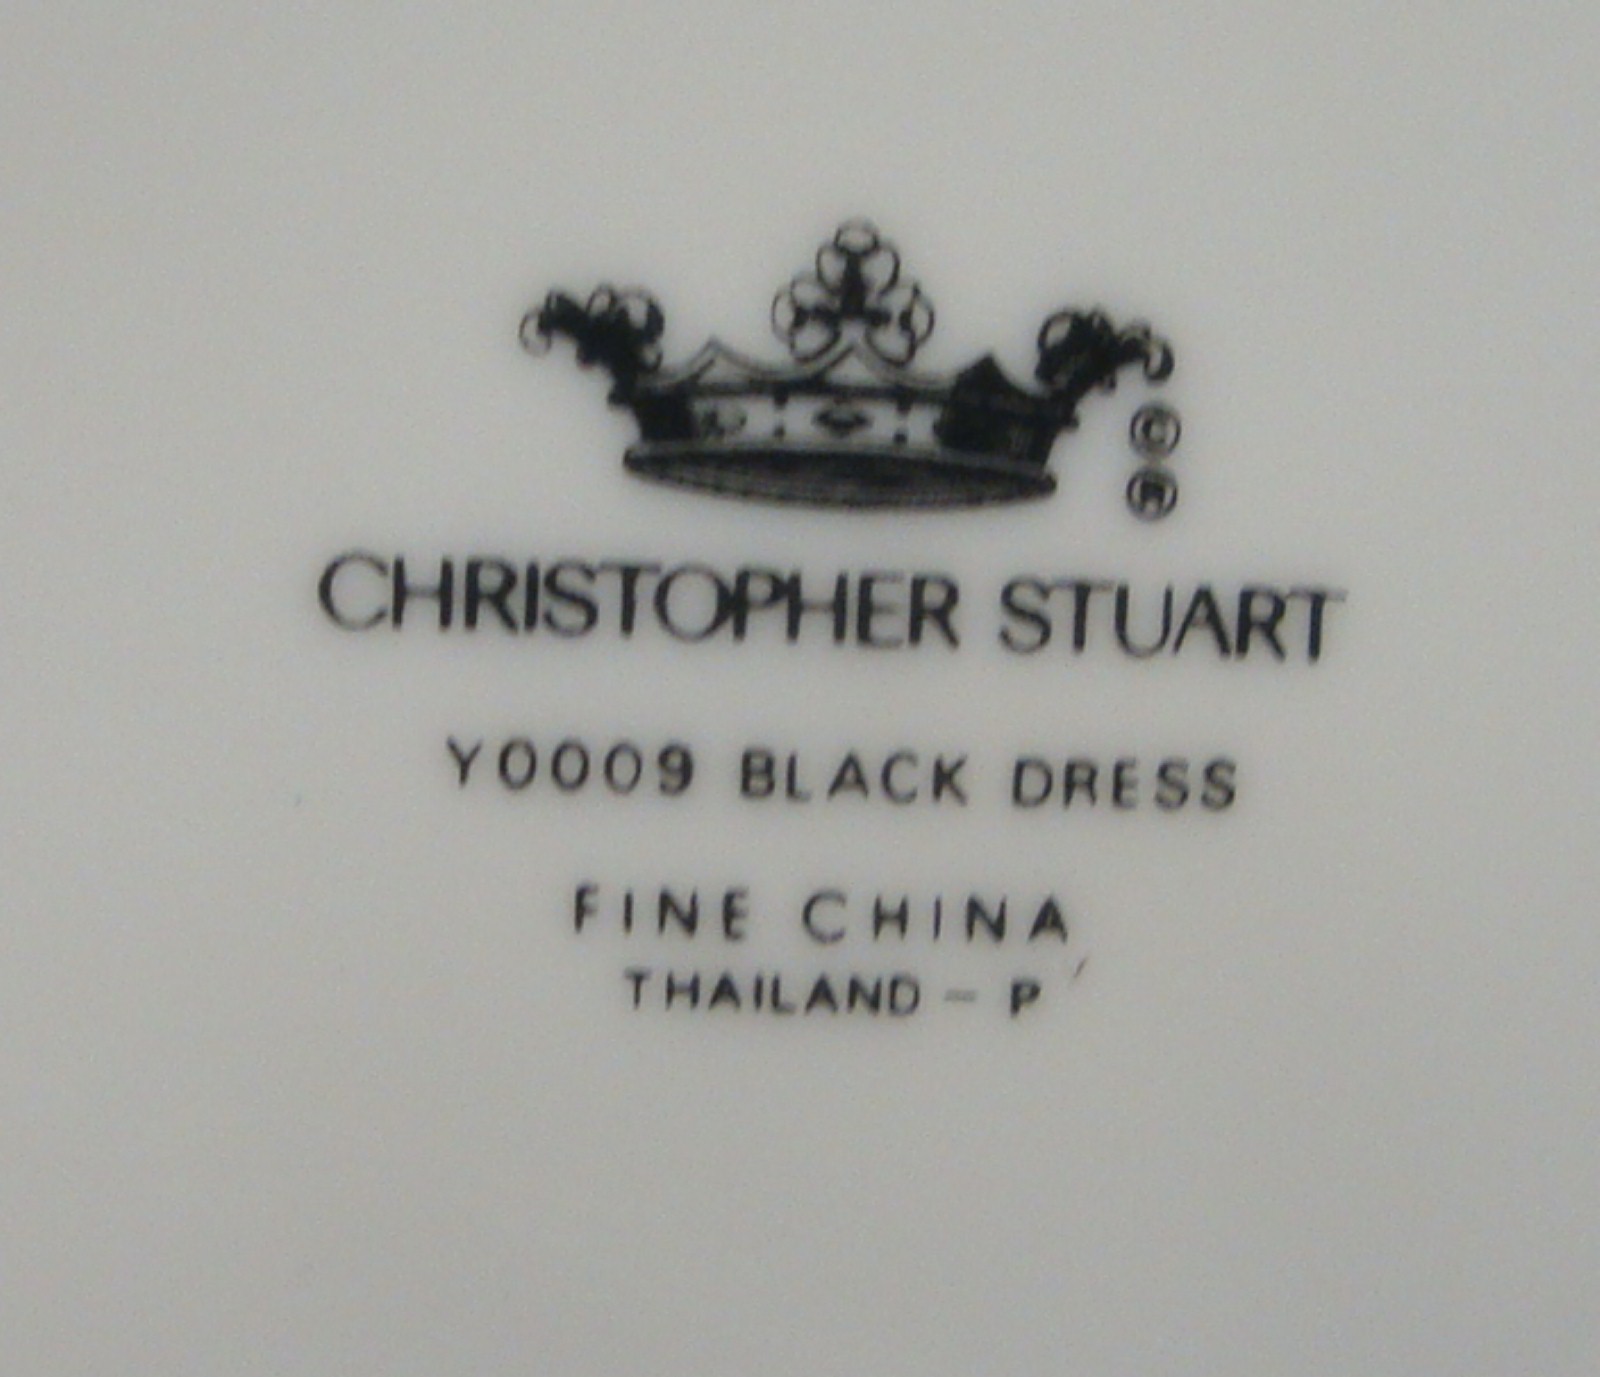 ©
®
CHRISTOPHER STUART
Y0009 BLACK DRESS
FINE CHINA
THAILAND - P